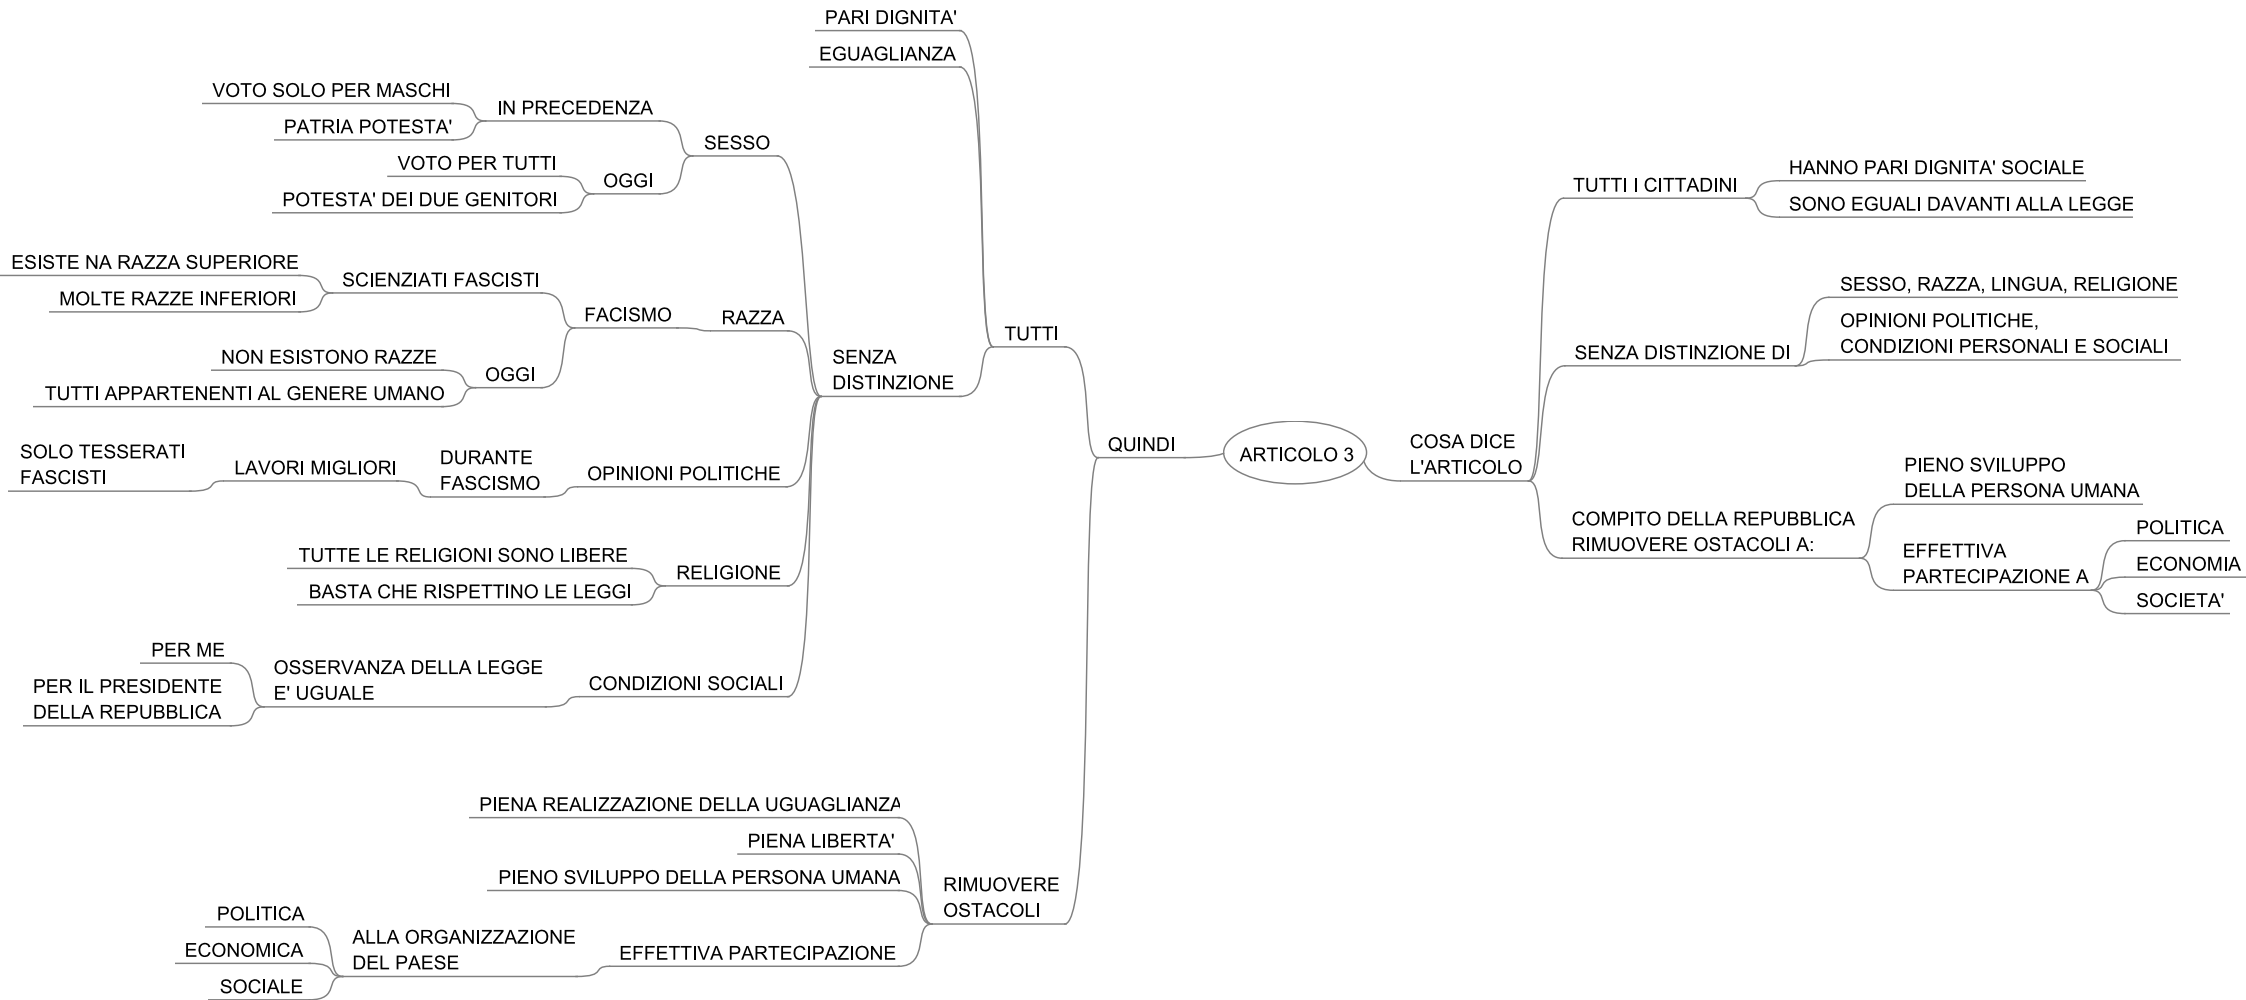 PARI DIGNITA'
EGUAGLIANZA
VOTO SOLO PER MASCHI
IN PRECEDENZA
PATRIA POTESTA'
SESSO
VOTO PER TUTTI
OGGI
POTESTA' DEI DUE GENITORI
ESISTE NA RAZZA SUPERIORE
SCIENZIATI FASCISTI
MOLTE RAZZE INFERIORI
FACISMO
RAZZA
NON ESISTONO RAZZE
OGGI
TUTTI APPARTENENTI AL GENERE UMANO
TUTTI
SENZA
DISTINZIONE
SOLO TESSERATI
FASCISTI
LAVORI MIGLIORI
DURANTE
FASCISMO
OPINIONI POLITICHE
TUTTE LE RELIGIONI SONO LIBERE
RELIGIONE
BASTA CHE RISPETTINO LE LEGGI
PER ME
PER IL PRESIDENTE
DELLA REPUBBLICA
OSSERVANZA DELLA LEGGE
E' UGUALE
CONDIZIONI SOCIALI
QUINDI
PIENA REALIZZAZIONE DELLA UGUAGLIANZA
PIENA LIBERTA'
PIENO SVILUPPO DELLA PERSONA UMANA
RIMUOVERE
OSTACOLI
POLITICA
ECONOMICA
SOCIALE
ALLA ORGANIZZAZIONE
DEL PAESE
EFFETTIVA PARTECIPAZIONE
ARTICOLO 3
COSA DICE
L'ARTICOLO
TUTTI I CITTADINI
HANNO PARI DIGNITA' SOCIALE
SONO EGUALI DAVANTI ALLA LEGGE
SENZA DISTINZIONE DI
SESSO, RAZZA, LINGUA, RELIGIONE
OPINIONI POLITICHE,
CONDIZIONI PERSONALI E SOCIALI
COMPITO DELLA REPUBBLICA
RIMUOVERE OSTACOLI A:
PIENO SVILUPPO
DELLA PERSONA UMANA
EFFETTIVA
PARTECIPAZIONE A
POLITICA
ECONOMIA
SOCIETA'